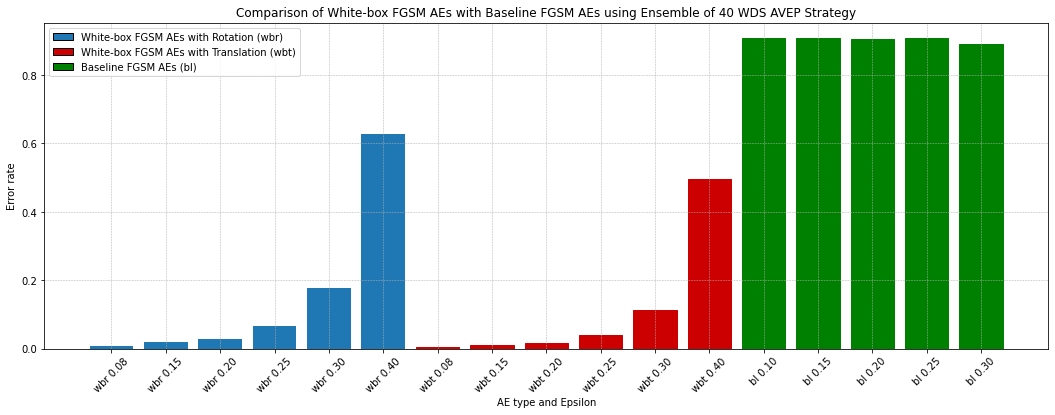 Comparison of White-box FGSM AEs with Baseline FGSM AEs using Ensemble of 40 WDS AVEP Strategy
White-box FGSM AEs with Rotation (wbr)
White-box FGSM AEs with Translation (wbt)
Baseline FGSM AEs (bl)
Error rate
0.8
0.6
0.4
0.2
0.0
wbr 0.08
wbr 0.15
wbr 0.20
wbr 0.25
wbr 0.30
wbr 0.40
wbt 0.08
wbt 0.15
wbt 0.20
wbt 0.25
wbt 0.30
wbt 0.40
bl 0.10
bl 0.15
bl 0.20
bl 0.25
bl 0.30
AE type and Epsilon